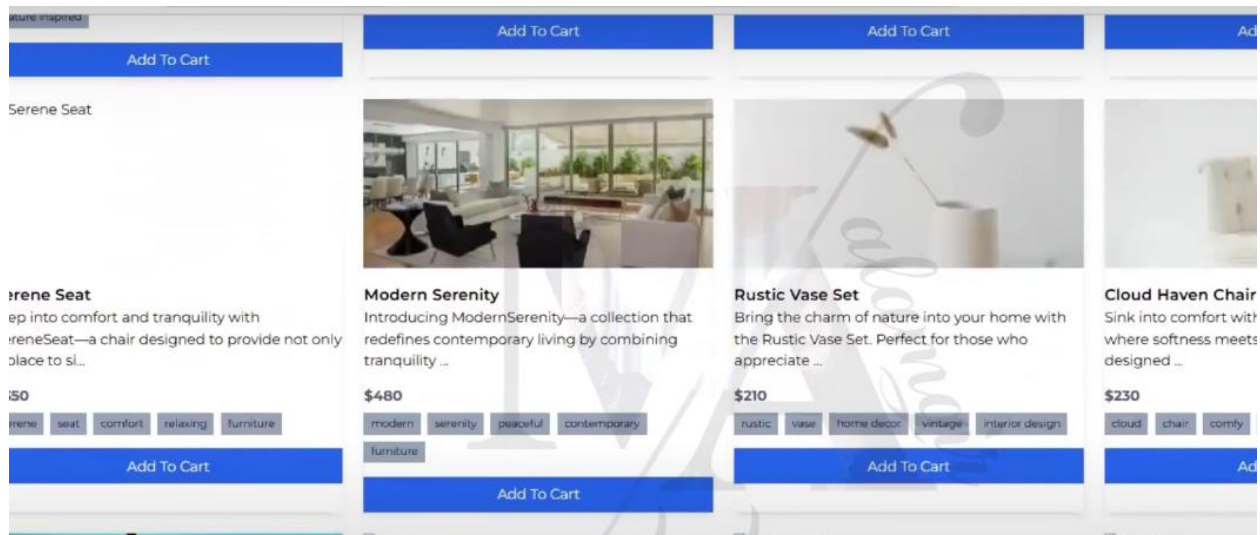 ature inspired
Add To Cart
Add To Cart
Add To Cart
Ad
Serene Seat
erene Seat
ep into comfort and tranquility with
ereneSeat—a chair designed to provide not only
place to si...
$50
erene seat comfort relaxing furniture
Add To Cart
Modern Serenity
Introducing ModernSerenity—a collection that
redefines contemporary living by combining
tranquility ...
$480
modern serenity peaceful contemporary
furniture
Add To Cart
Rustic Vase Set
Bring the charm of nature into your home with
the Rustic Vase Set. Perfect for those who
appreciate ...
$210
rustic vase home decor vintage interior design
Add To Cart
Cloud Haven Chair
Sink into comfort with
where softness meets
designed ...
$230
cloud chair comfy
Ad